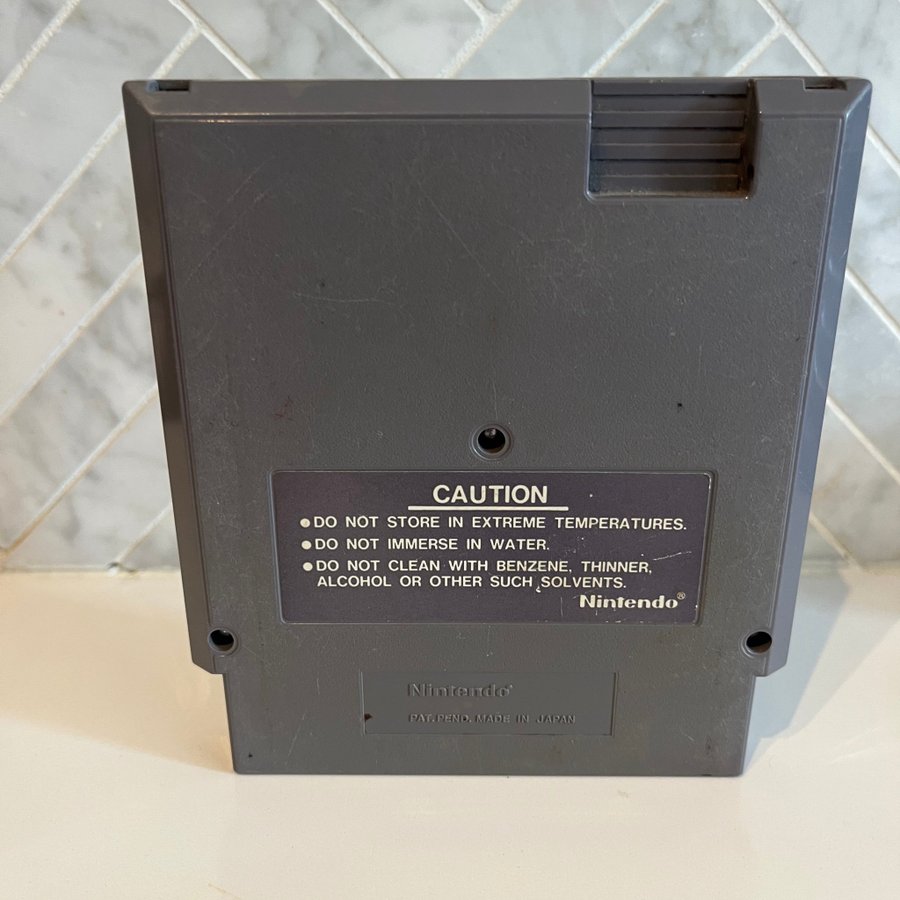 CAUTION
●DO NOT STORE IN EXTREME TEMPERATURES.
●DO NOT IMMERSE IN WATER.
●DO NOT CLEAN WITH BENZENE, THINNER,
ALCOHOL OR OTHER SUCH SOLVENTS.
Nintendo®
Nintendo®
PAT.PEND. MADE IN JAPAN